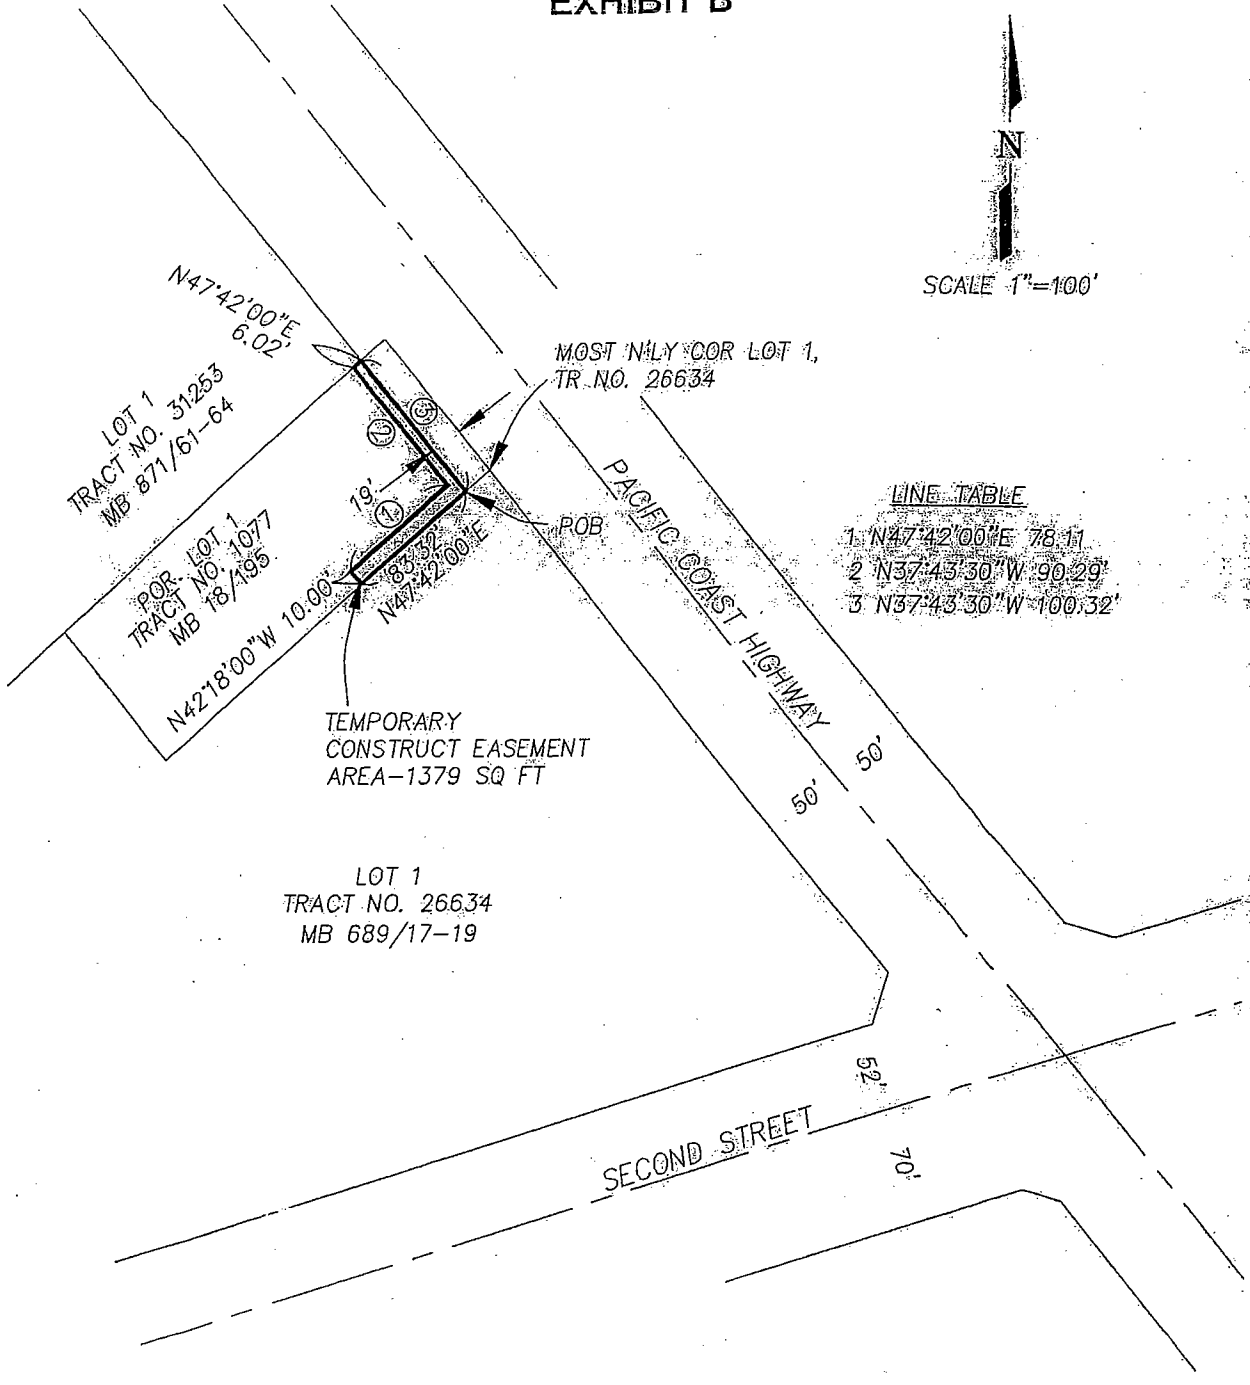 EXHIBIT B
N
SCALE 1"=100'
N47°42'00"E
6.02'
MOST N'LY COR LOT 1,
TR NO. 26634
LOT 1
TRACT NO. 31253
MB 871/61-64
3
2
19'
1
POB
PACIFIC COAST HIGHWAY
LINE TABLE
1 N47°42'00"E 78.11
2 N37°43'30"W 90.29'
3 N37°43'30"W 100.32'
POR. LOT 1
TRACT NO. 1077
MB 18/195
83.32'
N47°42'00"E
N42°18'00"W 10.00'
TEMPORARY
CONSTRUCT EASEMENT
AREA-1379 SQ FT
50'
50'
LOT 1
TRACT NO. 26634
MB 689/17-19
52'
SECOND STREET
70'